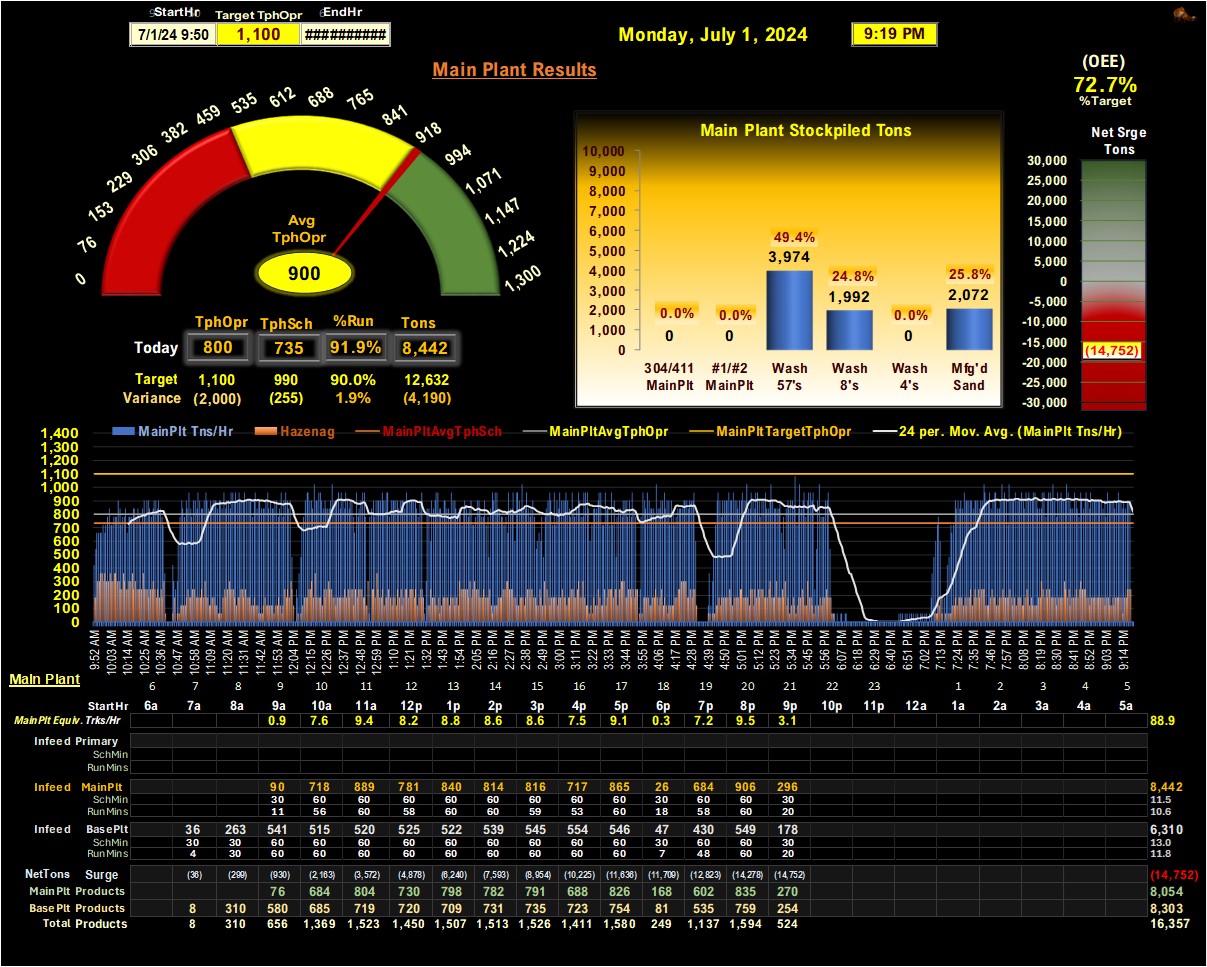 StartHr Target TphOpr EndHr
7/1/24 9:50 1,100 ##########
Monday, July 1, 2024 9:19 PM
Main Plant Results
(OEE)
72.7%
%Target
Net Srge
Tons
0 76 153 229 306 382 459 535 612 688 765 841 918 994 1,071 1,147 1,224 1,300
Avg
TphOpr
900
TphOpr TphSch %Run Tons
Today 800 735 91.9% 8,442
Target 1,100 990 90.0% 12,632
Variance (2,000) (255) 1.9% (4,190)
Main Plant Stockpiled Tons
10,000
9,000
8,000
7,000
6,000
5,000
4,000
3,000
2,000
1,000
0
0.0% 0.0% 49.4% 24.8% 0.0% 25.8%
0 0 3,974 1,992 0 2,072
304/411 #1/#2 Wash Wash Wash Mfg'd
MainPlt MainPlt 57's 8's 4's Sand
30,000
25,000
20,000
15,000
10,000
5,000
0
-5,000
-10,000
-15,000
-20,000
-25,000
-30,000
(14,752)
MainPlt Tns/Hr Hazenag MainPltAvgTphSch MainPltAvgTphOpr MainPltTargetTphOpr 24 per. Mov. Avg. (MainPlt Tns/Hr)
1,400
1,300
1,200
1,100
1,000
900
800
700
600
500
400
300
200
100
0
9:52 AM 10:03 AM 10:14 AM 10:25 AM 10:36 AM 10:47 AM 11:09 AM 11:20 AM 11:31 AM 11:42 AM 11:53 AM 12:04 PM 12:15 PM 12:26 PM 12:37 PM 12:48 PM 12:59 PM 1:10 PM 1:21 PM 1:32 PM 1:43 PM 1:54 PM 2:05 PM 2:16 PM 2:27 PM 2:38 PM 2:49 PM 3:00 PM 3:11 PM 3:22 PM 3:33 PM 3:44 PM 3:55 PM 4:06 PM 4:17 PM 4:28 PM 4:39 PM 4:50 PM 5:01 PM 5:12 PM 5:23 PM 5:34 PM 5:45 PM 5:56 PM 6:07 PM 6:18 PM 6:29 PM 6:40 PM 6:51 PM 7:02 PM 7:13 PM 7:24 PM 7:35 PM 7:46 PM 7:57 PM 8:08 PM 8:19 PM 8:30 PM 8:41 PM 8:52 PM 9:03 PM 9:14 PM
Main Plant
6 7 8 9 10 11 12 13 14 15 16 17 18 19 20 21 22 23 1 2 3 4 5
StartHr 6a 7a 8a 9a 10a 11a 12p 1p 2p 3p 4p 5p 6p 7p 8p 9p 10p 11p 12a 1a 2a 3a 4a 5a
MainPlt Equiv. Trks/Hr 0.9 7.6 9.4 8.2 8.8 8.6 8.6 7.5 9.1 0.3 7.2 9.5 3.1 88.9
Infeed Primary
SchMin
RunMins
Infeed MainPlt 90 718 889 781 840 814 816 717 865 26 684 906 296 8,442
SchMin 30 60 60 60 60 60 60 60 60 30 60 60 30 11.5
RunMins 11 56 60 58 60 60 59 53 60 18 58 60 20 10.6
Infeed BasePlt 36 263 541 515 520 525 522 539 545 554 546 47 430 549 178 6,310
SchMin 30 30 60 60 60 60 60 60 60 60 60 30 60 60 30 13.0
RunMins 4 30 60 60 60 60 60 60 60 60 60 7 48 60 20 11.8
NetTons Surge (36) (299) (930) (2,163) (3,572) (4,878) (6,240) (7,593) (8,954) (10,225) (11,636) (11,709) (12,823) (14,278) (14,752) (14,752)
MainPlt Products 76 684 804 730 798 782 791 688 826 168 602 835 270 8,054
BasePlt Products 8 310 580 685 719 720 709 731 735 723 754 81 535 759 254 8,303
Total Products 8 310 656 1,369 1,523 1,450 1,507 1,513 1,526 1,411 1,580 249 1,137 1,594 524 16,357